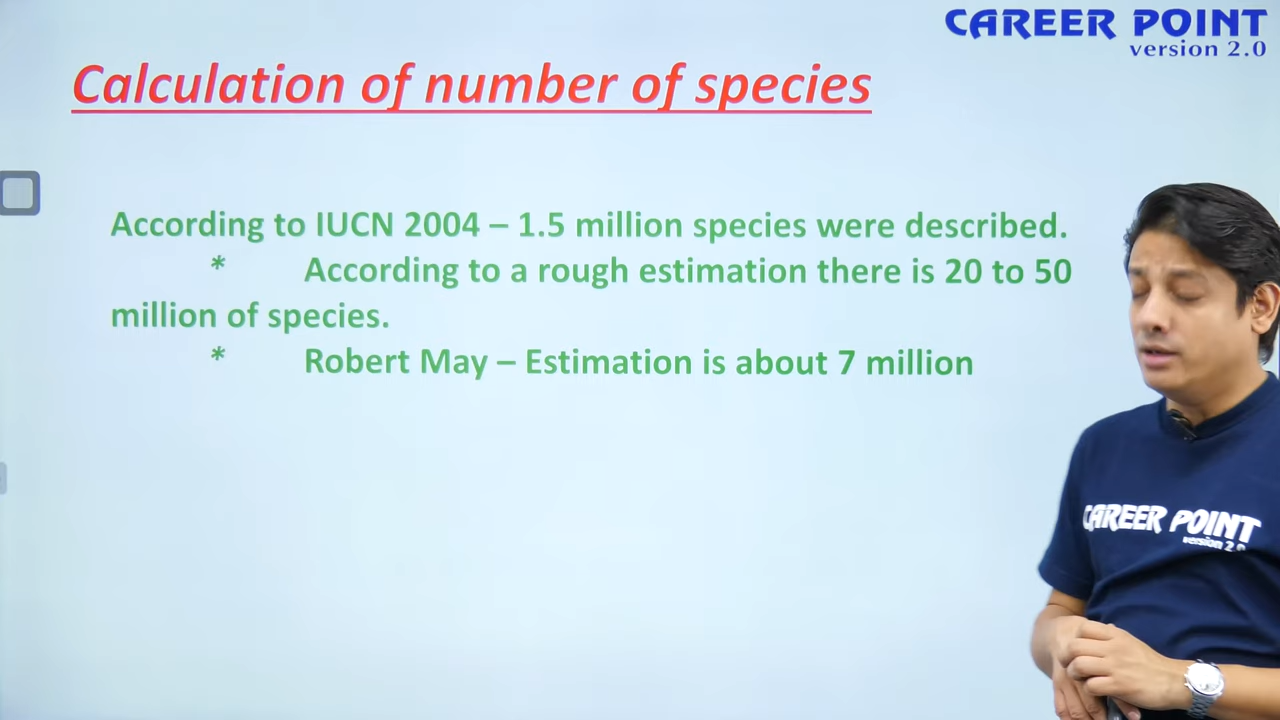 CAREER POINT
version 2.0
Calculation of number of species
According to IUCN 2004 – 1.5 million species were described.
* According to a rough estimation there is 20 to 50
million of species.
* Robert May – Estimation is about 7 million
CAREER POINT
version 2.0